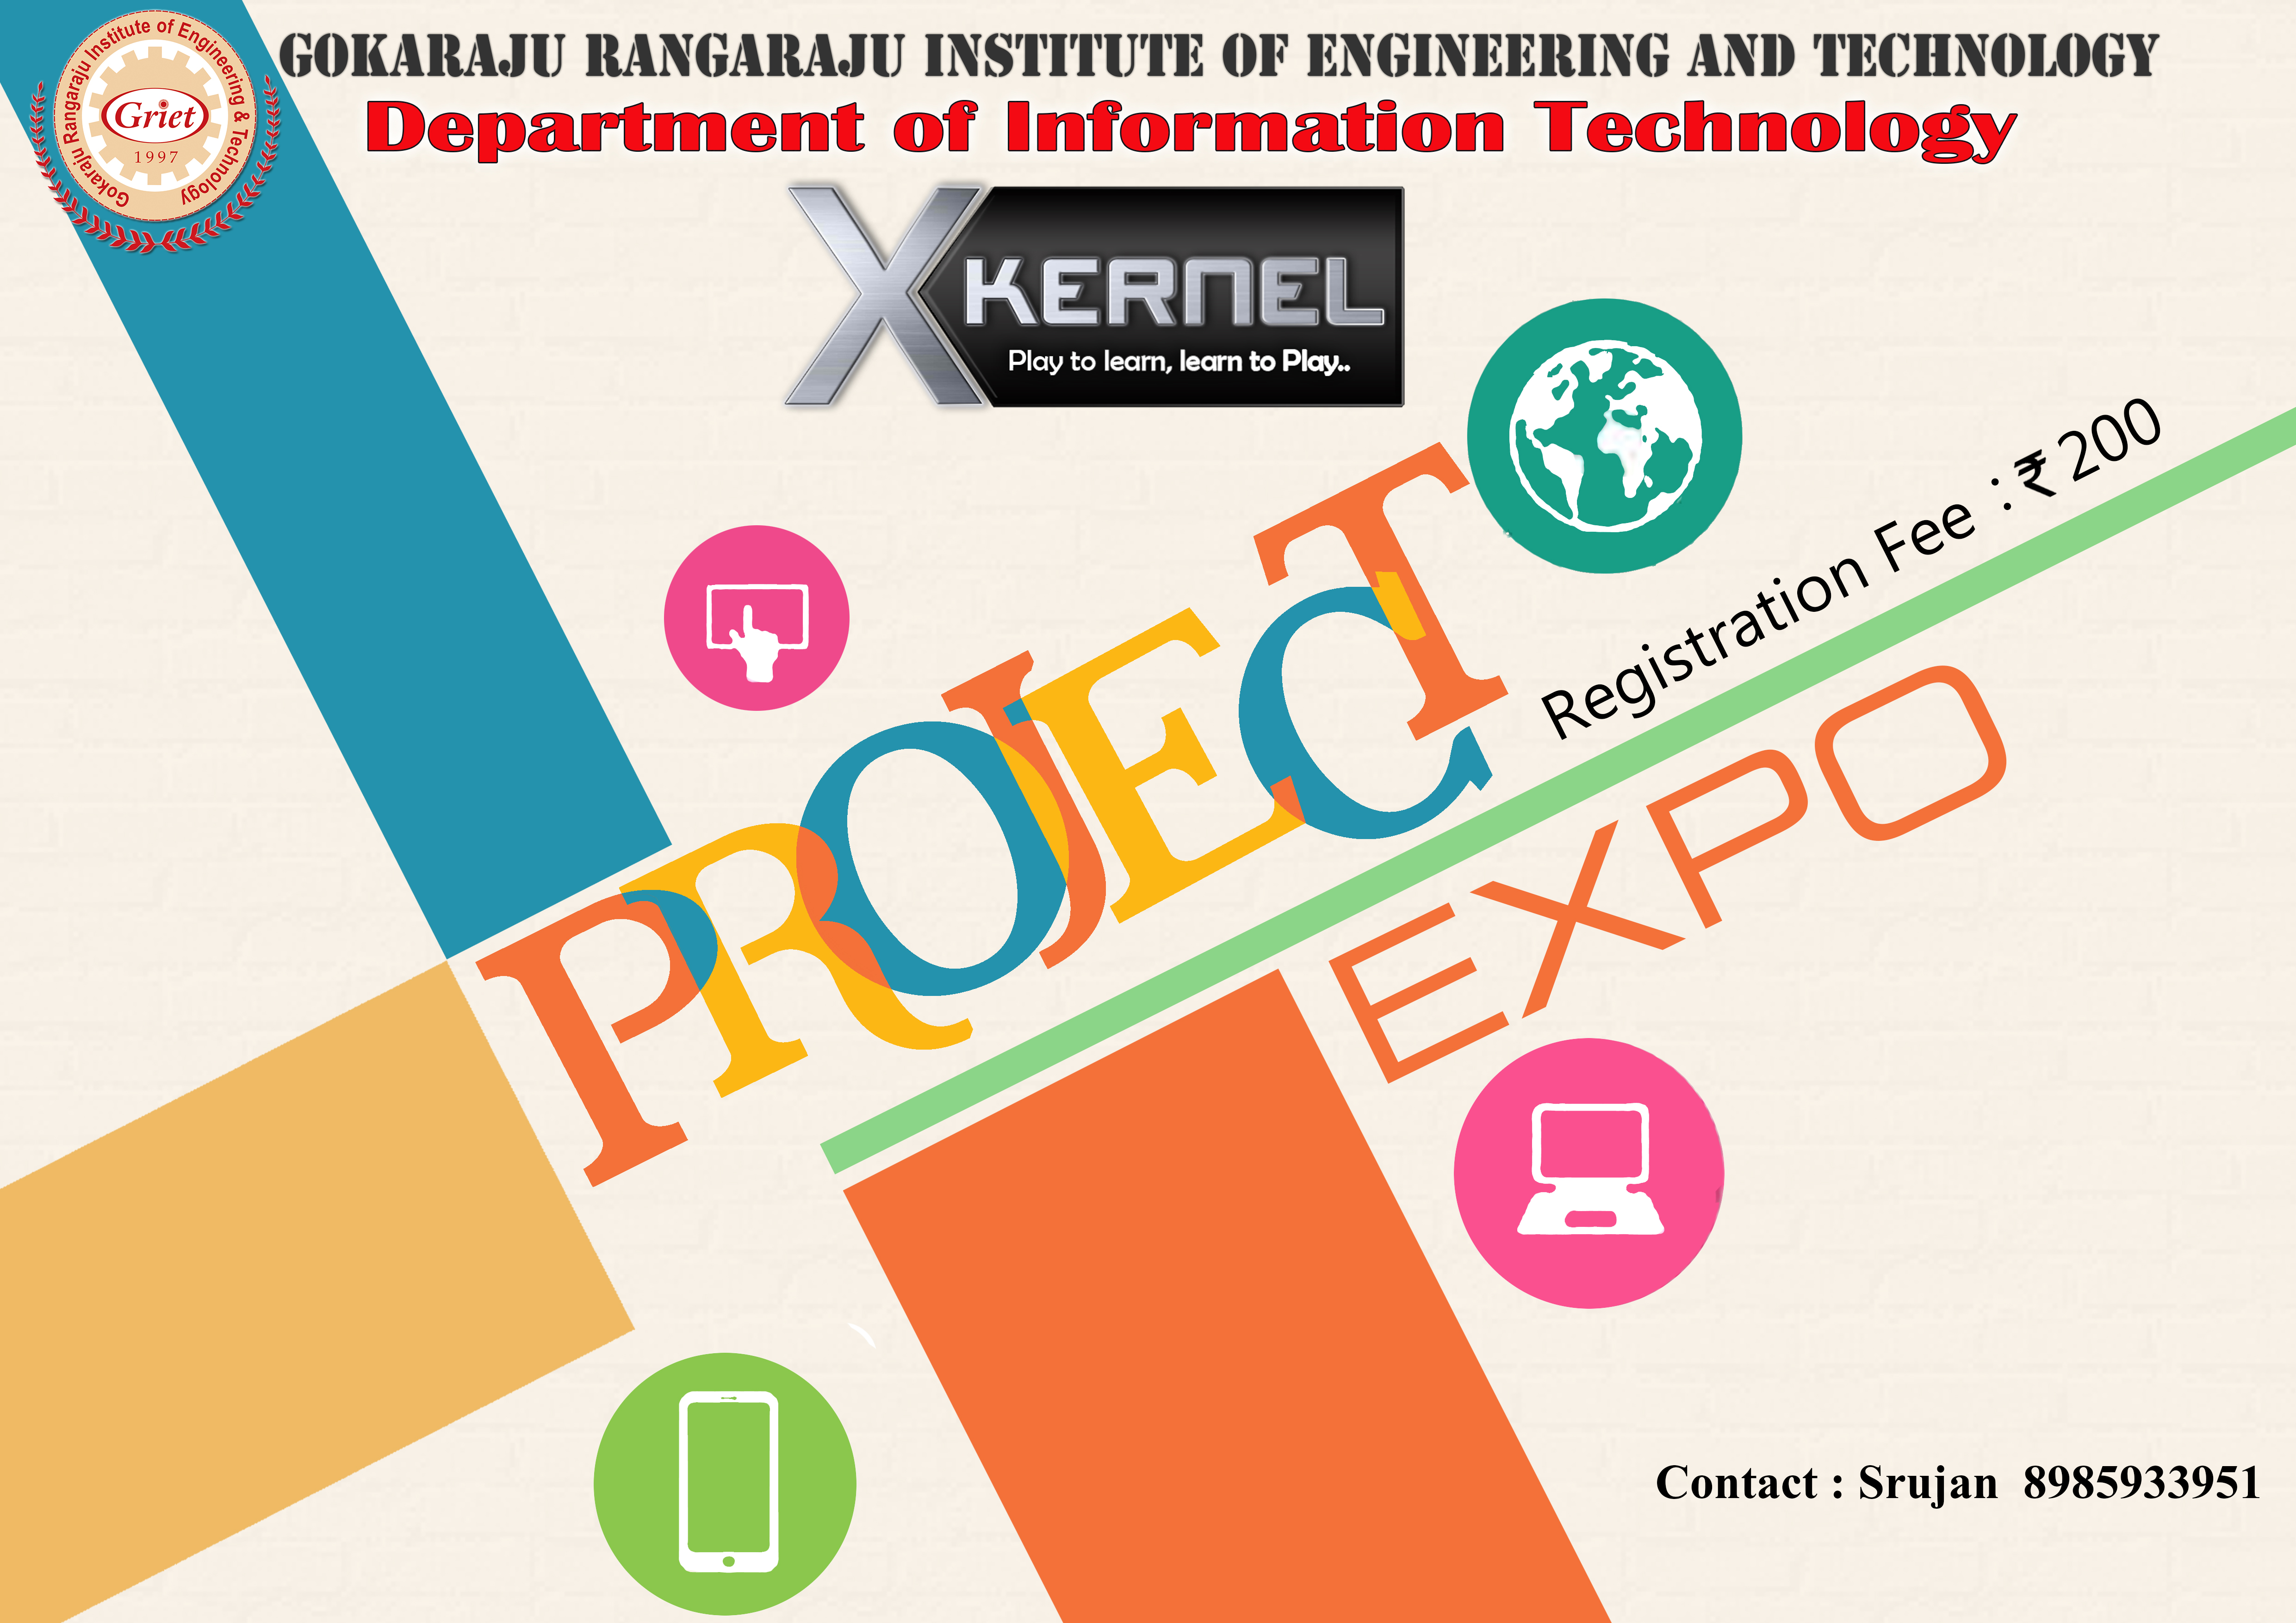 Gokaraju Rangaraju Institute of Engineering & Technology
Griet
1997
GOKARAJU RANGARAJU INSTITUTE OF ENGINEERING AND TECHNOLOGY
Department of Information Technology
X KERNEL
Play to learn, learn to Play..
PROJECT
Registration Fee : ₹ 200
EXPO
Contact : Srujan 8985933951